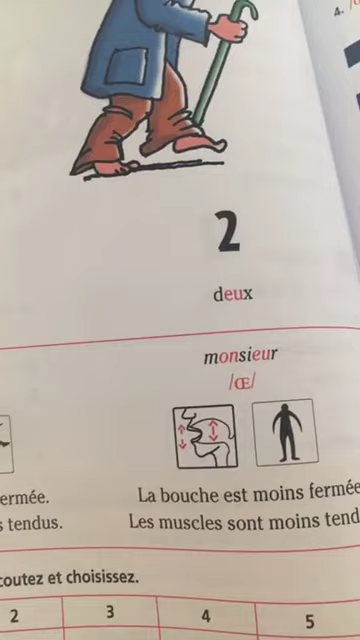 4.
2
deux
monsieur
/Œ/
ermée.
La bouche est moins fermée
s tendus.
Les muscles sont moins tend
coutez et choisissez.
2 3 4 5